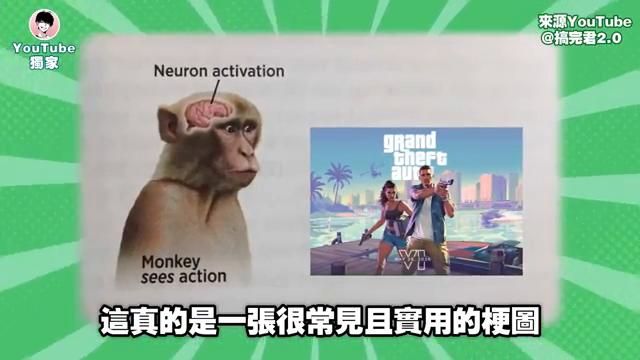 YouTube
獨家
來源YouTube
@搞完君2.0
Neuron activation
Monkey
sees action
grand
theft
auto
VI
這真的是一張很常見且實用的梗圖